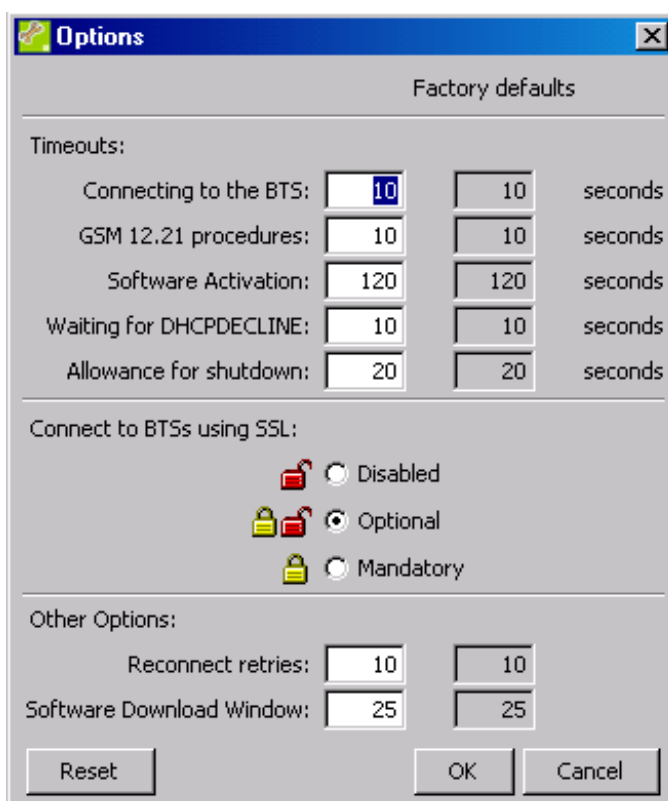 Options
Factory defaults
Timeouts:
Connecting to the BTS: 10 10 seconds
GSM 12.21 procedures: 10 10 seconds
Software Activation: 120 120 seconds
Waiting for DHCPDECLINE: 10 10 seconds
Allowance for shutdown: 20 20 seconds
Connect to BTSs using SSL:
Disabled
Optional
Mandatory
Other Options:
Reconnect retries: 10 10
Software Download Window: 25 25
Reset OK Cancel